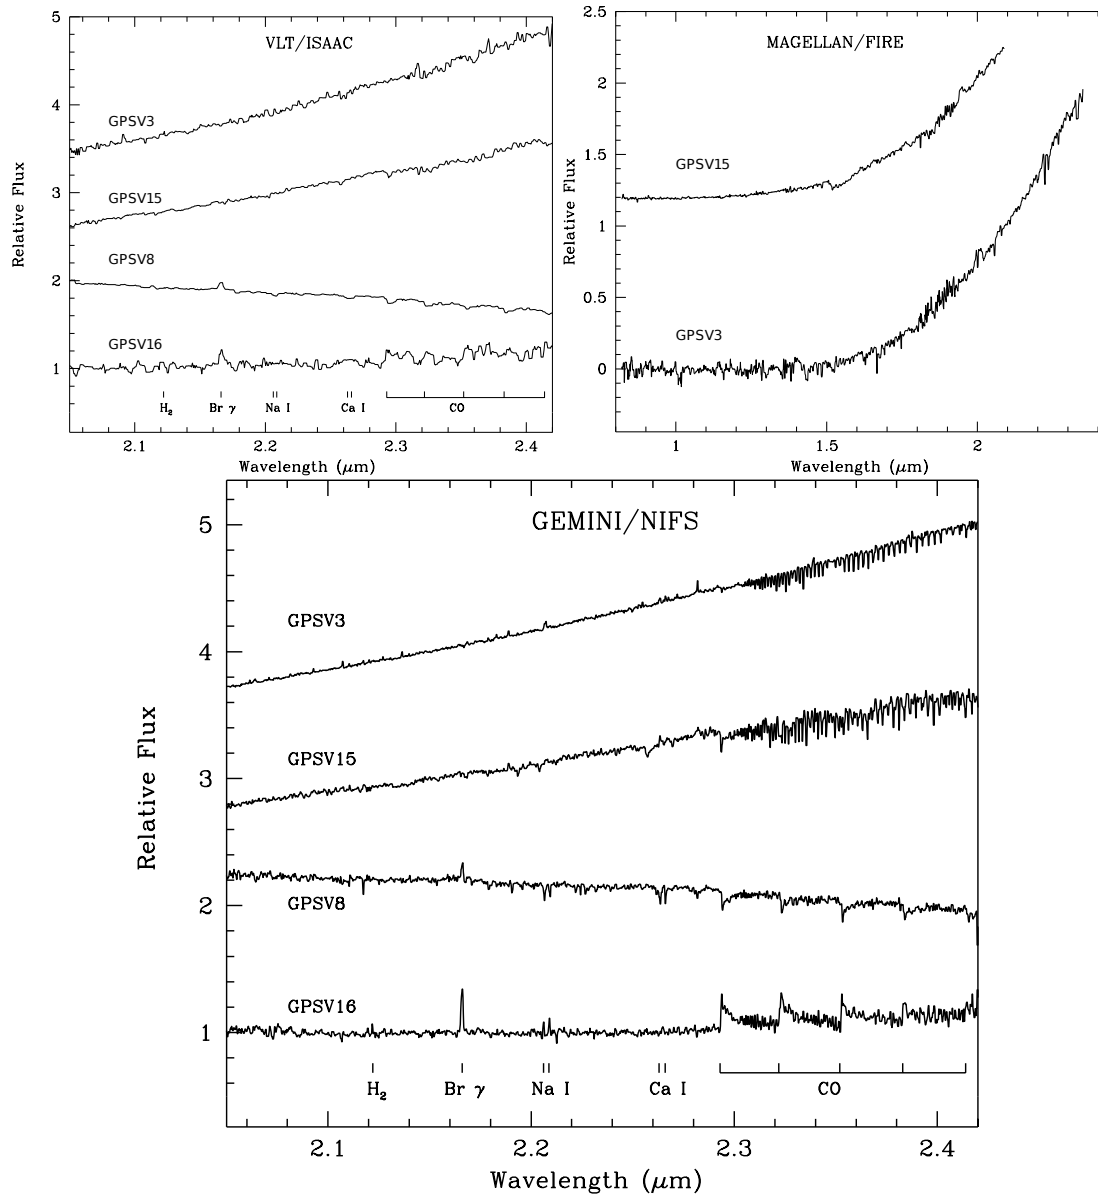 VLT/ISAAC
5
4
3
2
1
Relative Flux
GPSV3
GPSV15
GPSV8
GPSV16
H2 Br γ Na I Ca I CO
2.1 2.2 2.3 2.4
Wavelength (μm)
MAGELLAN/FIRE
2.5
2
1.5
1
0.5
0
Relative Flux
GPSV15
GPSV3
1 1.5 2
Wavelength (μm)
GEMINI/NIFS
5
4
3
2
1
Relative Flux
GPSV3
GPSV15
GPSV8
GPSV16
H2 Br γ Na I Ca I CO
2.1 2.2 2.3 2.4
Wavelength (μm)